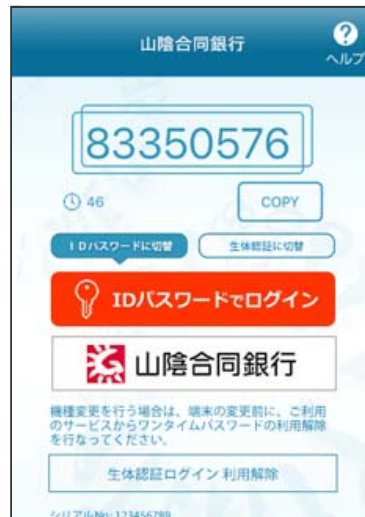 山陰合同銀行
?
ヘルプ
83350576
46
COPY
IDパスワードに切替
生体認証に切替
IDパスワードでログイン
山陰合同銀行
機種変更を行う場合は、端末の変更前に、ご利用
のサービスからワンタイムパスワードの利用解除
を行なってください。
生体認証ログイン 利用解除
シリアルNo:123456789